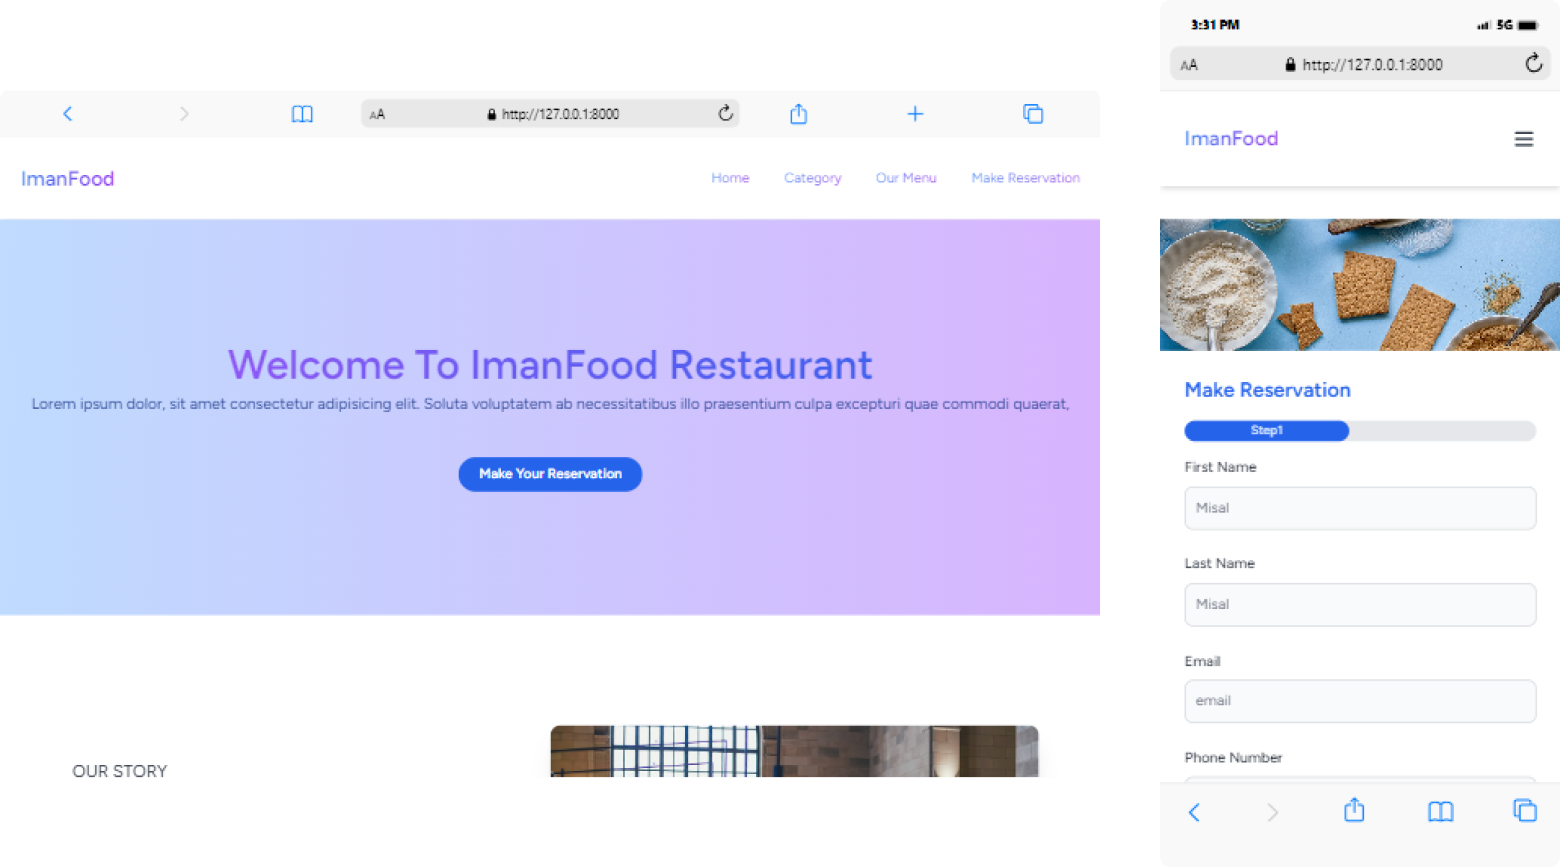 AA http://127.0.0.1:8000
ImanFood
Home Category Our Menu Make Reservation
Welcome To ImanFood Restaurant
Lorem ipsum dolor, sit amet consectetur adipisicing elit. Soluta voluptatem ab necessitatibus illo praesentium culpa excepturi quae commodi quaerat,
Make Your Reservation
OUR STORY
3:31 PM 5G
AA http://127.0.0.1:8000
ImanFood
Make Reservation
Step1
First Name
Misal
Last Name
Misal
Email
email
Phone Number